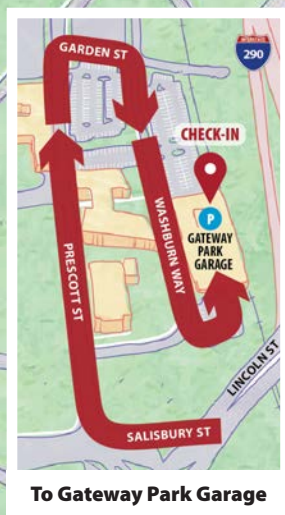 GARDEN ST
INTERSTATE
290
CHECK-IN
P
GATEWAY
PARK
GARAGE
WASHBURN WAY
PRESCOTT ST
LINCOLN ST
SALISBURY ST
To Gateway Park Garage